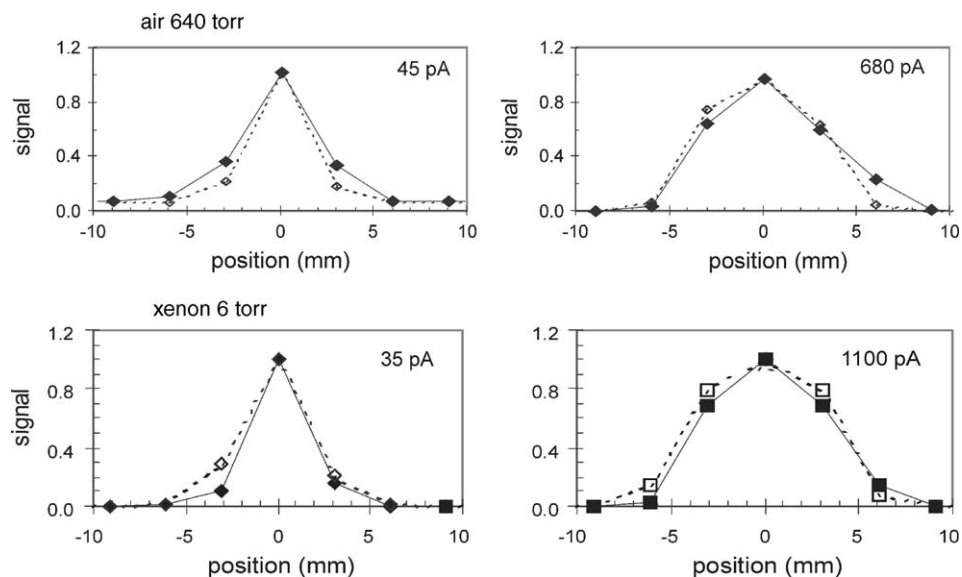 air 640 torr
1.2 1.2
45 pA 680 pA
0.8 0.8
signal signal
0.4 0.4
0.0 0.0
-10 -5 0 5 10 -10 -5 0 5 10
position (mm) position (mm)
xenon 6 torr
1.2 1.2
35 pA 1100 pA
0.8 0.8
signal signal
0.4 0.4
0.0 0.0
-10 -5 0 5 10 -10 -5 0 5 10
position (mm) position (mm)